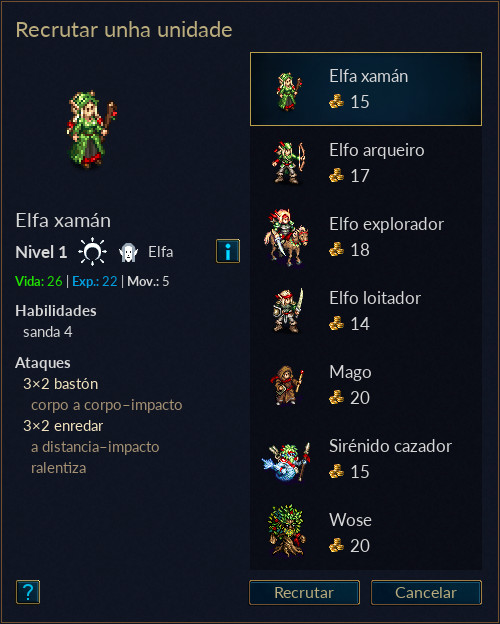 Recrutar unha unidade
Elfa xamán
Nivel 1
Elfa
Vida: 26 | Exp.: 22 | Mov.: 5
Habilidades
sanda 4
Ataques
3×2 bastón
corpo a corpo–impacto
3×2 enredar
a distancia–impacto
ralentiza
Elfa xamán
15
Elfo arqueiro
17
Elfo explorador
18
Elfo loitador
14
Mago
20
Sirénido cazador
15
Wose
20
?
Recrutar
Cancelar